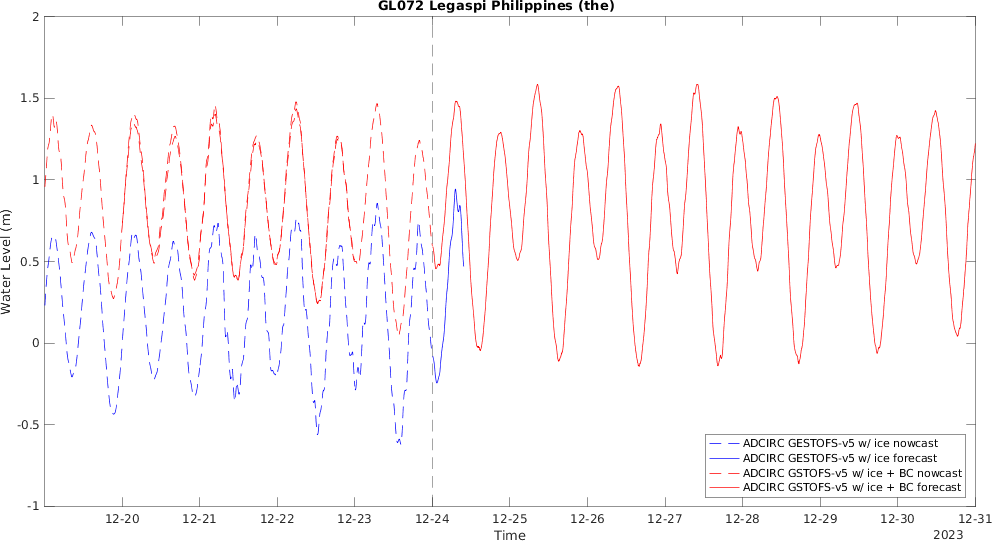 GL072 Legaspi Philippines (the)
2
1.5
1
0.5
0
-0.5
-1
Water Level (m)
12-20
12-21
12-22
12-23
12-24
12-25
12-26
12-27
12-28
12-29
12-30
12-31
Time
2023
ADCIRC GESTOFS-v5 w/ ice nowcast
ADCIRC GESTOFS-v5 w/ ice forecast
ADCIRC GSTOFS-v5 w/ ice + BC nowcast
ADCIRC GSTOFS-v5 w/ ice + BC forecast